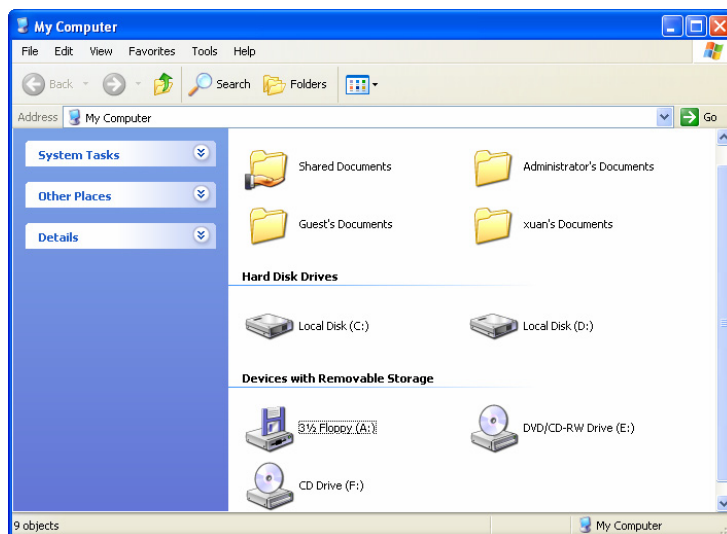 My Computer
File Edit View Favorites Tools Help
Back Search Folders
Address My Computer Go
System Tasks
Other Places
Details
Shared Documents Administrator's Documents
Guest's Documents xuan's Documents
Hard Disk Drives
Local Disk (C:) Local Disk (D:)
Devices with Removable Storage
3½ Floppy (A:) DVD/CD-RW Drive (E:)
CD Drive (F:)
9 objects My Computer